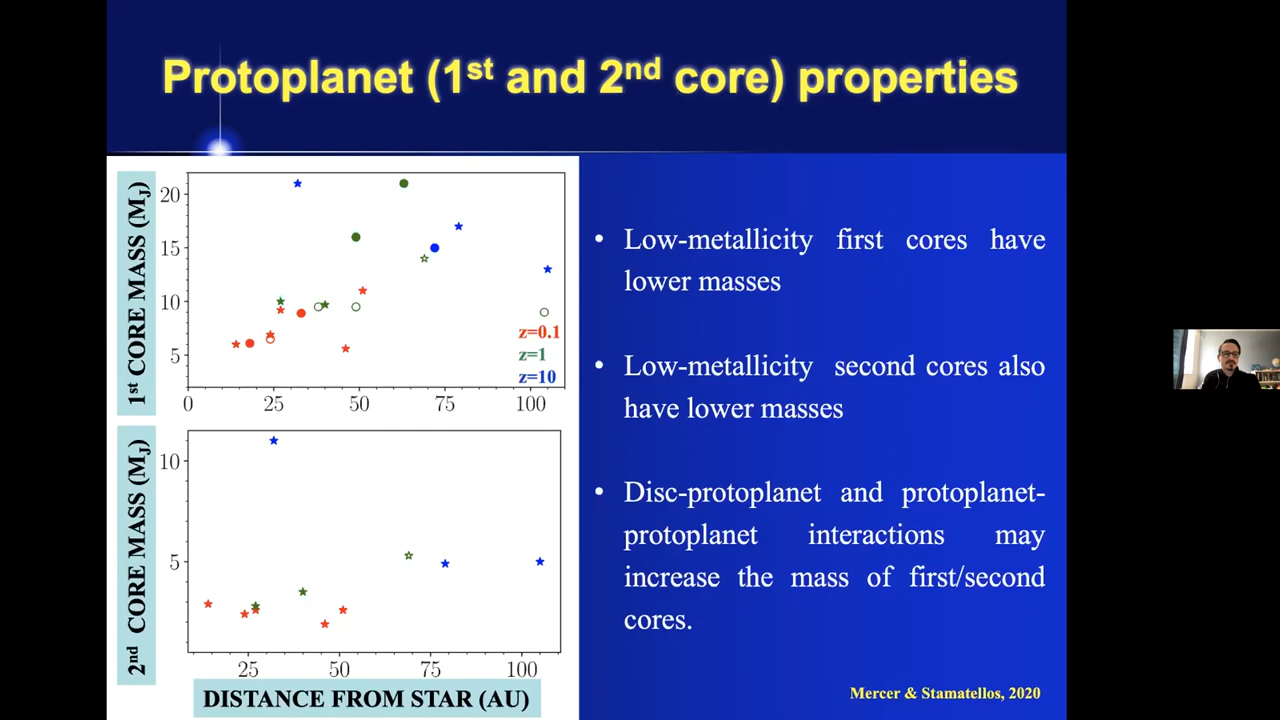 Protoplanet (1st and 2nd core) properties
1st CORE MASS (MJ)
20
15
10
5
0
25
50
75
100
z=0.1
z=1
z=10
2nd CORE MASS (MJ)
10
5
25
50
75
100
DISTANCE FROM STAR (AU)
• Low-metallicity first cores have
lower masses
• Low-metallicity second cores also
have lower masses
• Disc-protoplanet and protoplanet-
protoplanet interactions may
increase the mass of first/second
cores.
Mercer & Stamatellos, 2020